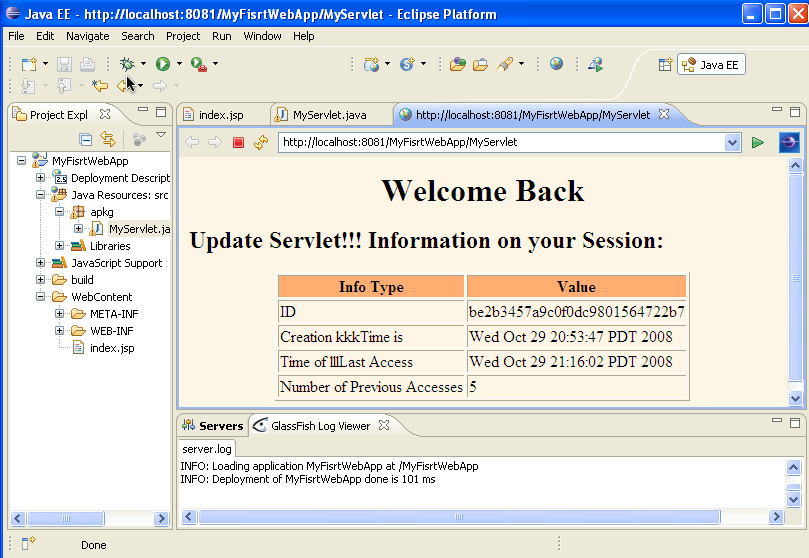 Java EE - http://localhost:8081/MyFisrtWebApp/MyServlet - Eclipse Platform
File Edit Navigate Search Project Run Window Help
Java EE
Project Expl
index.jsp MyServlet.java http://localhost:8081/MyFisrtWebApp/MyServlet
http://localhost:8081/MyFisrtWebApp/MyServlet
MyFisrtWebApp
Deployment Descript
Java Resources: src
apkg
MyServlet.ja
Libraries
JavaScript Support
build
WebContent
META-INF
WEB-INF
index.jsp
Welcome Back
Update Servlet!!! Information on your Session:
Info Type Value
ID be2b3457a9c0f0dc9801564722b7
Creation kkkTime is Wed Oct 29 20:53:47 PDT 2008
Time of lllLast Access Wed Oct 29 21:16:02 PDT 2008
Number of Previous Accesses 5
Servers GlassFish Log Viewer
server.log
INFO: Loading application MyFisrtWebApp at /MyFisrtWebApp
INFO: Deployment of MyFisrtWebApp done is 101 ms
Done